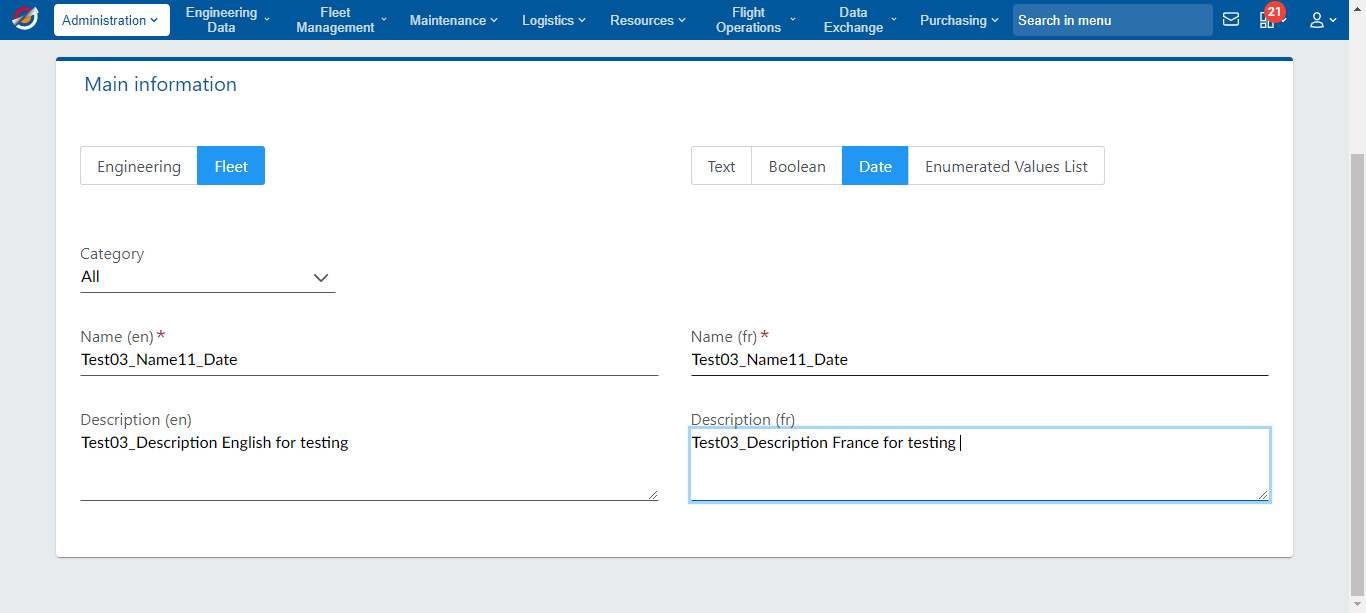 Administration
Engineering Data
Fleet Management
Maintenance
Logistics
Resources
Flight Operations
Data Exchange
Purchasing
Search in menu
21
Main information
Engineering Fleet
Text Boolean Date Enumerated Values List
Category
All
Name (en) *
Test03_Name11_Date
Name (fr) *
Test03_Name11_Date
Description (en)
Test03_Description English for testing
Description (fr)
Test03_Description France for testing